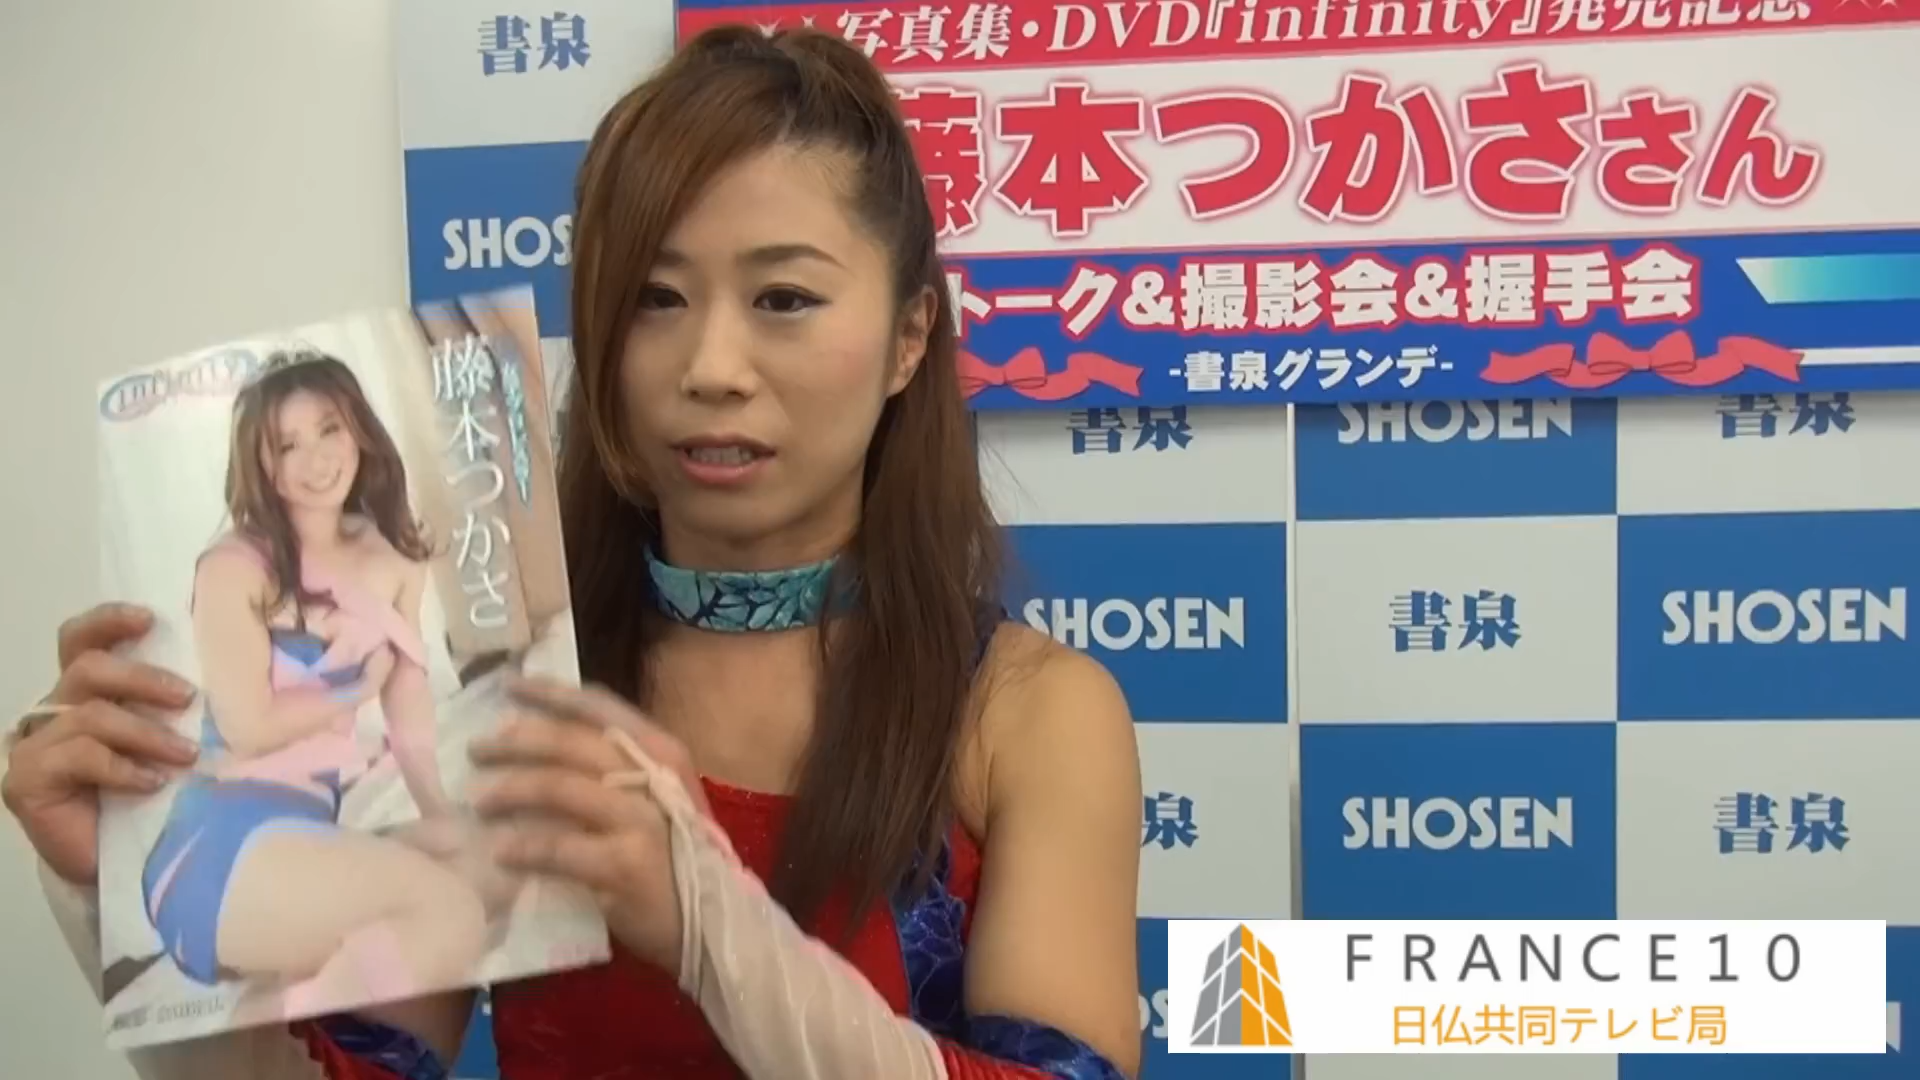 書泉
写真集・DVD『infinity』発売記念
藤本つかささん
SHOS
トーク&撮影会&握手会
-書泉グランデ-
infinity
藤本つかさ
書泉
SHOSEN
書泉
SHOSEN
書泉
SHOSEN
泉
SHOSEN
書泉
FRANCE10
日仏共同テレビ局